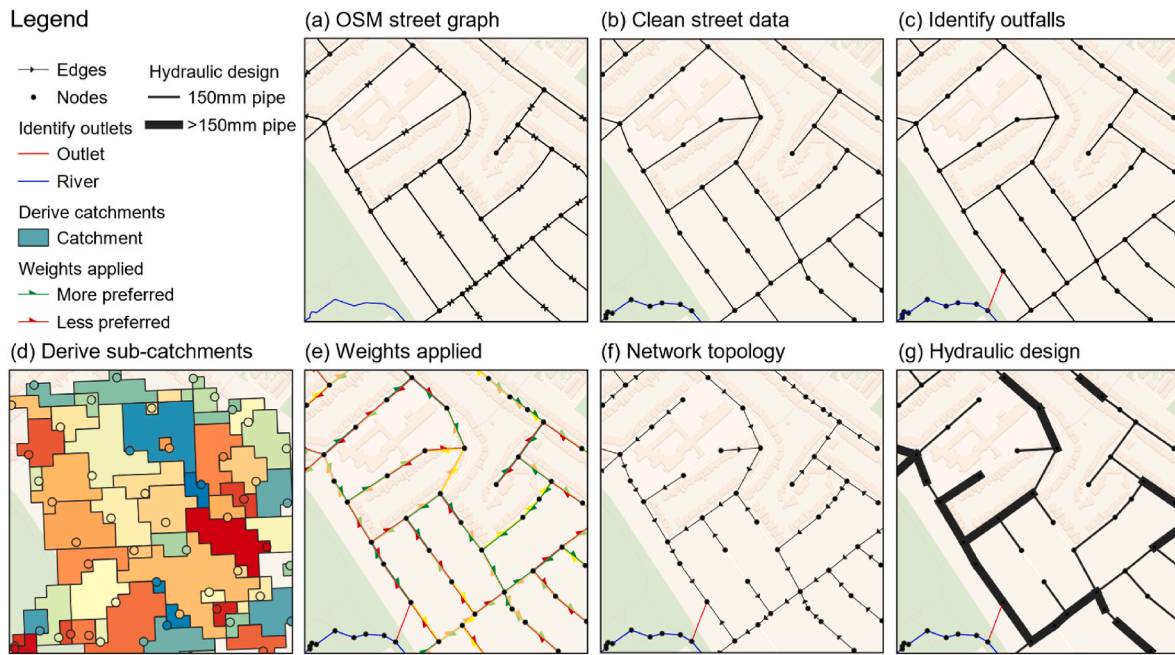 Legend
Edges
Nodes
Identify outlets
Outlet
River
Derive catchments
Catchment
Weights applied
More preferred
Less preferred
Hydraulic design
150mm pipe
>150mm pipe
(a) OSM street graph
(b) Clean street data
(c) Identify outfalls
(d) Derive sub-catchments
(e) Weights applied
(f) Network topology
(g) Hydraulic design